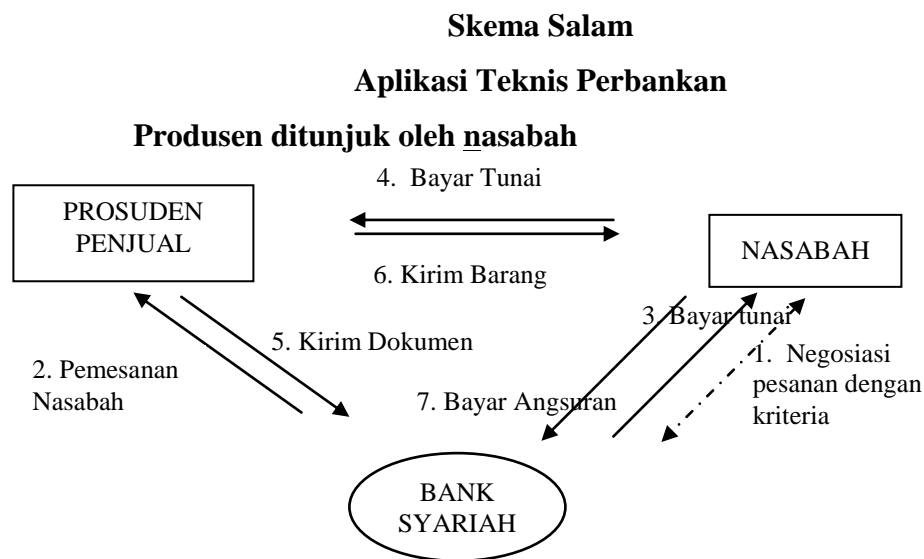 Skema Salam
Aplikasi Teknis Perbankan
Produsen ditunjuk oleh nasabah
4. Bayar Tunai
PROSUDEN
PENJUAL
NASABAH
6. Kirim Barang
3. Bayar tunai
5. Kirim Dokumen
1. Negosiasi
pesanan dengan
kriteria
2. Pemesanan
Nasabah
7. Bayar Angsuran
BANK
SYARIAH